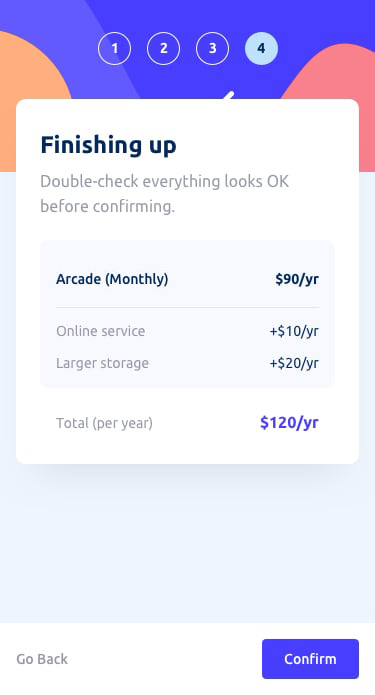 1 2 3 4
Finishing up
Double-check everything looks OK
before confirming.
Arcade (Monthly) $90/yr
Online service +$10/yr
Larger storage +$20/yr
Total (per year) $120/yr
Go Back Confirm